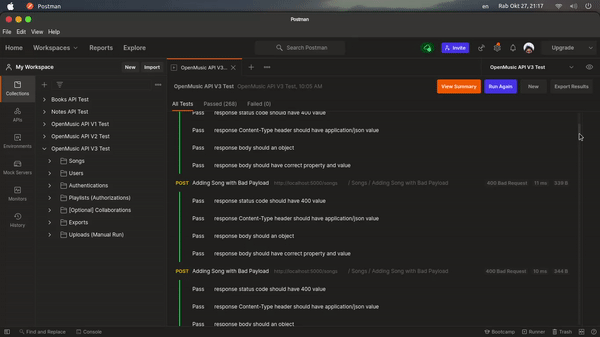 Postman en Rab Okt 27, 21:17
Postman
File Edit View Help
Home Workspaces Reports Explore Search Postman Invite Upgrade
My Workspace New Import OpenMusic API V3... OpenMusic API V3 Test
Collections
APIs
Environments
Mock Servers
Monitors
History
Books API Test
Notes API Test
OpenMusic API V1 Test
OpenMusic API V2 Test
OpenMusic API V3 Test
Songs
Users
Authentications
Playlists (Authorizations)
[Optional] Collaborations
Exports
Uploads (Manual Run)
OpenMusic API V3 Test OpenMusic API V3 Test, View Summary Run Again New Export Results
All Tests Passed (268) Failed (0)
Pass response status code should have 400 value
Pass response Content-Type header should have application/json value
Pass response body should an object
Pass response body should have correct property and value
POST Adding Song with Bad Payload http://localhost:5000/songs / Songs / Adding Song with Bad Payload 400 Bad Request 11 ms 339 B
Pass response status code should have 400 value
Pass response Content-Type header should have application/json value
Pass response body should an object
Pass response body should have correct property and value
POST Adding Song with Bad Payload http://localhost:5000/songs / Songs / Adding Song with Bad Payload 400 Bad Request 10 ms 344 B
Pass response status code should have 400 value
Pass response Content-Type header should have application/json value
Pass response body should an object
Find and Replace Console Bootcamp Runner Trash